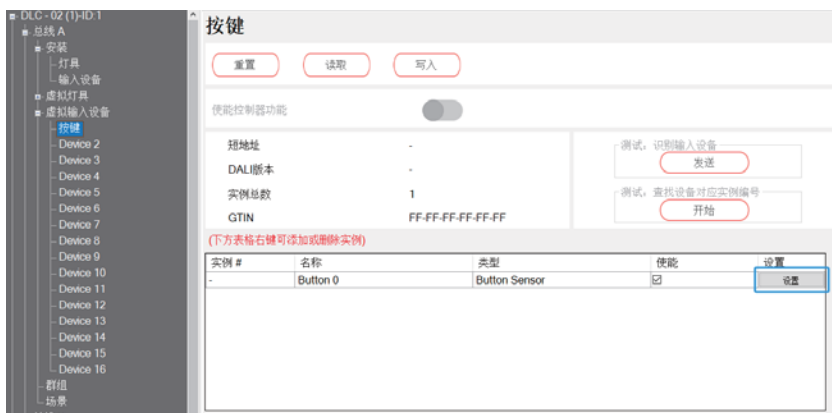 DLC - 02 (1)-ID:1
总线 A
安装
灯具
输入设备
虚拟灯具
虚拟输入设备
按键
Device 2
Device 3
Device 4
Device 5
Device 6
Device 7
Device 8
Device 9
Device 10
Device 11
Device 12
Device 13
Device 14
Device 15
Device 16
群组
场景
按键
重置 读取 写入
使能控制器功能
短地址 -
DALI版本 -
实例总数 1
GTIN FF-FF-FF-FF-FF-FF
测试，识别输入设备
发送
测试，查找设备对应实例编号
开始
(下方表格右键可添加或删除实例)
实例 # 名称 类型 使能 设置
- Button 0 Button Sensor 设置